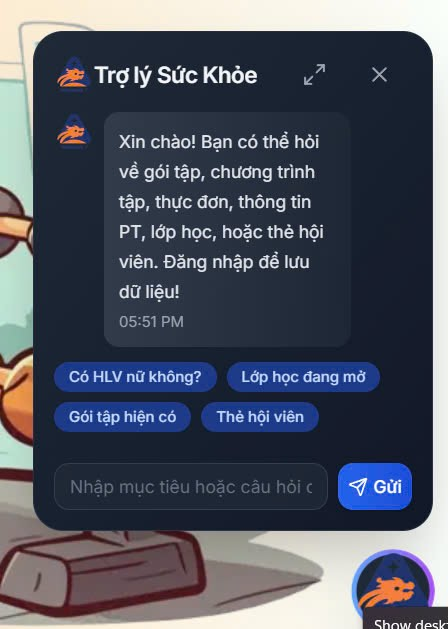 Trợ lý Sức Khỏe
Xin chào! Bạn có thể hỏi
về gói tập, chương trình
tập, thực đơn, thông tin
PT, lớp học, hoặc thẻ hội
viên. Đăng nhập để lưu
dữ liệu!
05:51 PM
Có HLV nữ không?
Lớp học đang mở
Gói tập hiện có
Thẻ hội viên
Nhập mục tiêu hoặc câu hỏi c
Gửi
Show desk